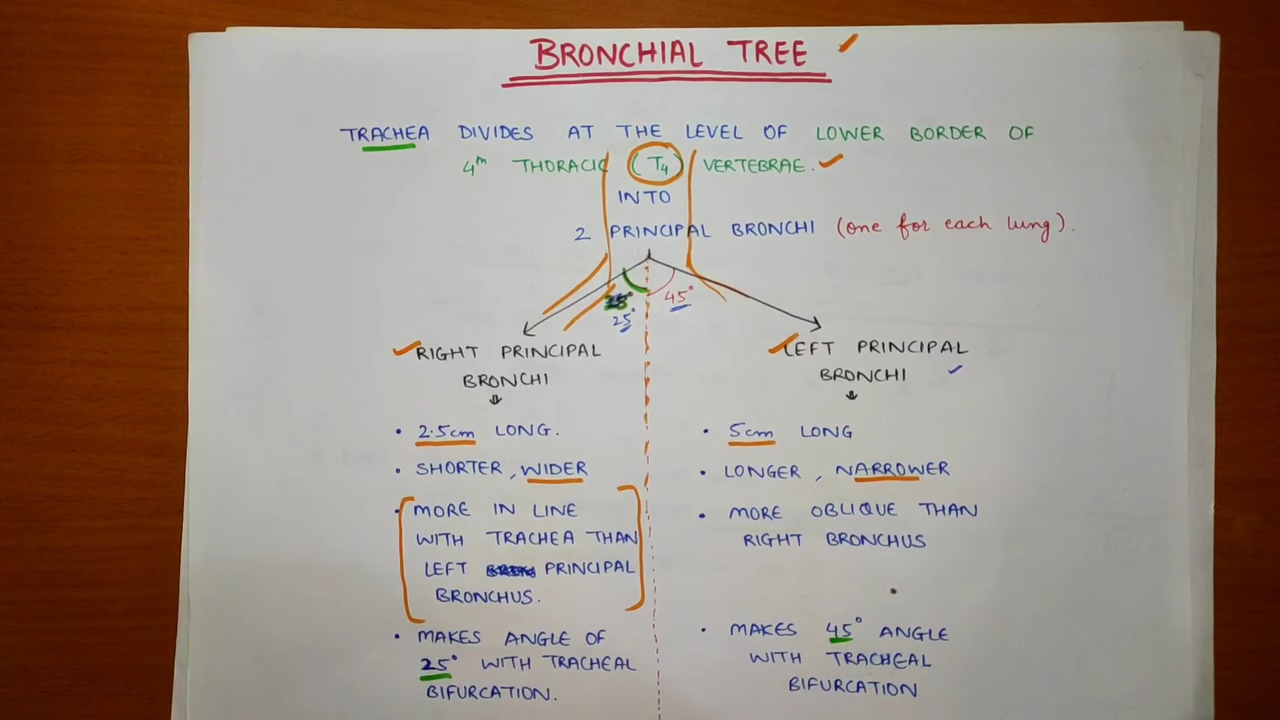 BRONCHIAL TREE
TRACHEA DIVIDES AT THE LEVEL OF LOWER BORDER OF
4th THORACIC (T4) VERTEBRAE.
INTO
2 PRINCIPAL BRONCHI (one for each lung).
25° 45°
RIGHT PRINCIPAL
BRONCHI
• 2.5cm LONG.
• SHORTER, WIDER
• MORE IN LINE
WITH TRACHEA THAN
LEFT PRINCIPAL
BRONCHUS.
• MAKES ANGLE OF
25° WITH TRACHEAL
BIFURCATION.
LEFT PRINCIPAL
BRONCHI
• 5cm LONG
• LONGER, NARROWER
• MORE OBLIQUE THAN
RIGHT BRONCHUS
• MAKES 45° ANGLE
WITH TRACHEAL
BIFURCATION